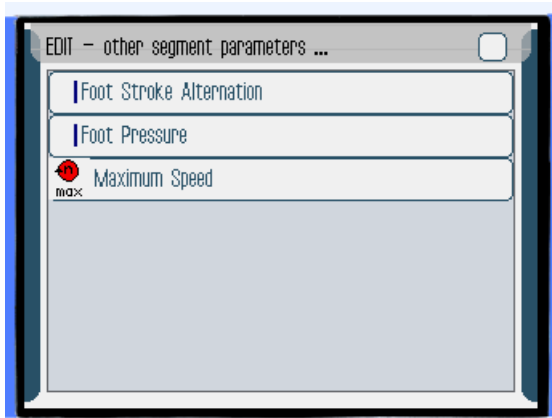 EDIT - other segment parameters ...
Foot Stroke Alternation
Foot Pressure
n
max
Maximum Speed